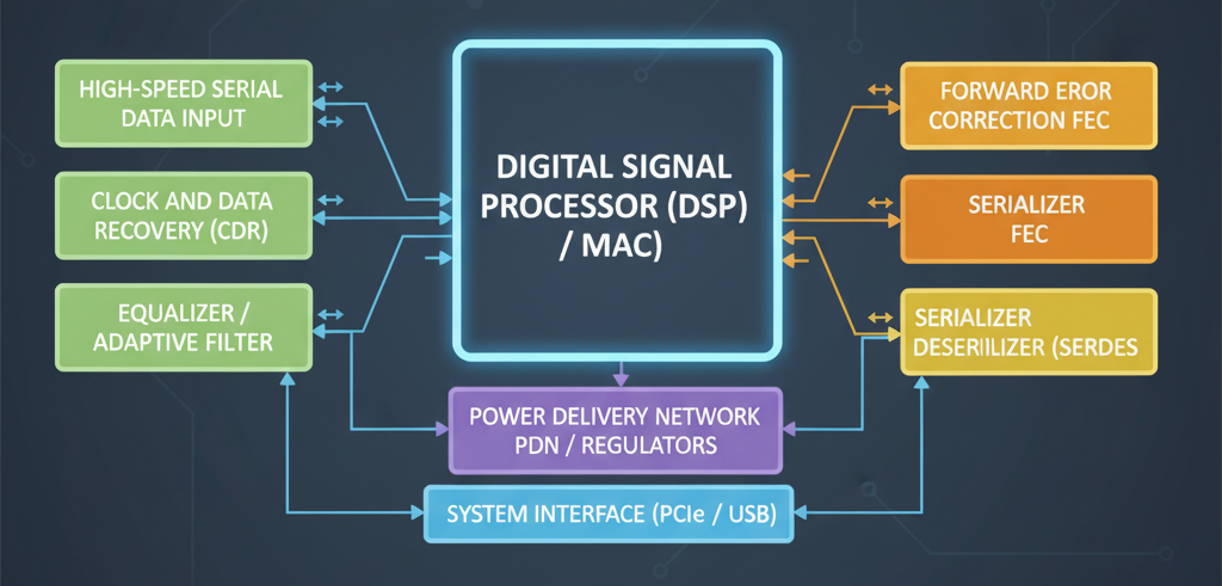 HIGH-SPEED SERIAL
DATA INPUT
CLOCK AND DATA
RECOVERY (CDR)
EQUALIZER /
ADAPTIVE FILTER
DIGITAL SIGNAL
PROCESSOR (DSP)
/ MAC)
FORWARD EROR
CORRECTION FEC
SERIALIZER
FEC
SERIALIZER
DESERIILIZER (SERDES
POWER DELIVERY NETWORK
PDN / REGULATORS
SYSTEM INTERFACE (PCIe / USB)